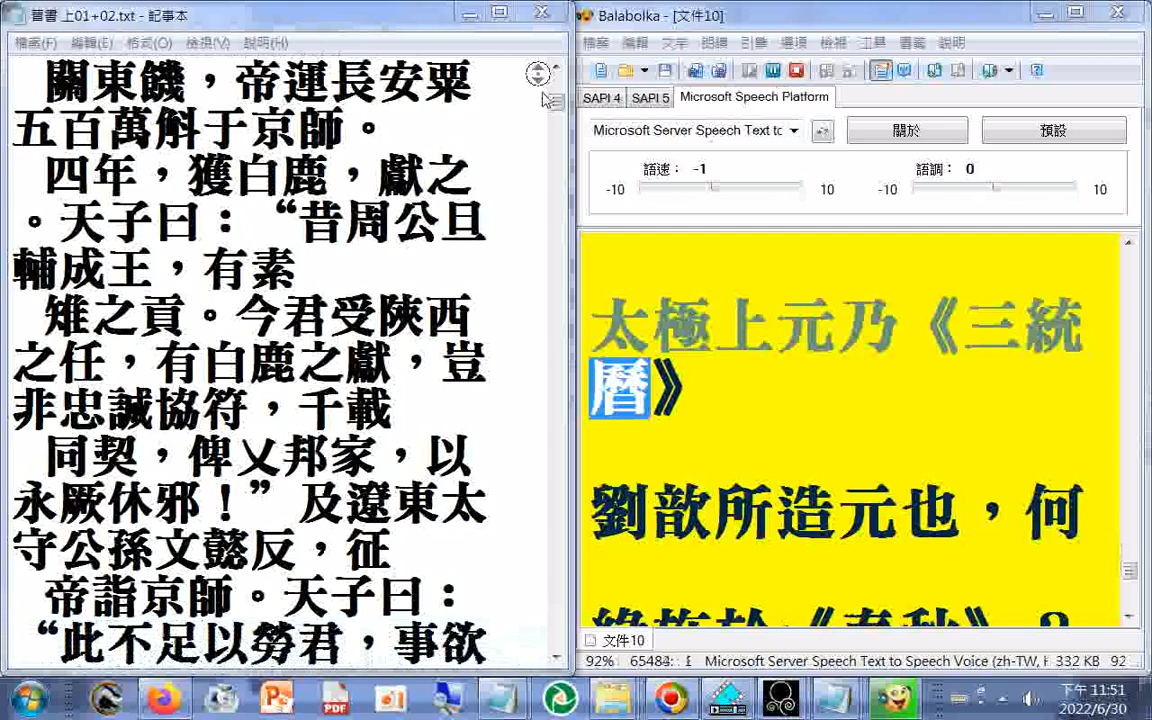 晉書 上01+02.txt - 記事本
檔案(F) 編輯(E) 格式(O) 檢視(V) 說明(H)
關東饑，帝運長安粟
五百萬斛于京師。
四年，獲白鹿，獻之
。天子曰：“昔周公旦
輔成王，有素
雉之貢。今君受陝西
之任，有白鹿之獻，豈
非忠誠協符，千載
同契，俾乂邦家，以
永厥休邪！”及遼東太
守公孫文懿反，征
帝詣京師。天子曰：
“此不足以勞君，事欲
Balabolka - [文件10]
檔案 編輯 文字 朗讀 引擎 選項 檢視 工具 書籤 說明
SAPI 4 SAPI 5 Microsoft Speech Platform
Microsoft Server Speech Text to
關於 預設
語速： -1 語調： 0
-10 10 -10 10
太極上元乃《三統
曆》
劉歆所造元也，何
緣施於《春秋》？
文件10
92% 65484: 1 Microsoft Server Speech Text to Speech Voice (zh-TW, H 332 KB 92
下午 11:51
2022/6/30